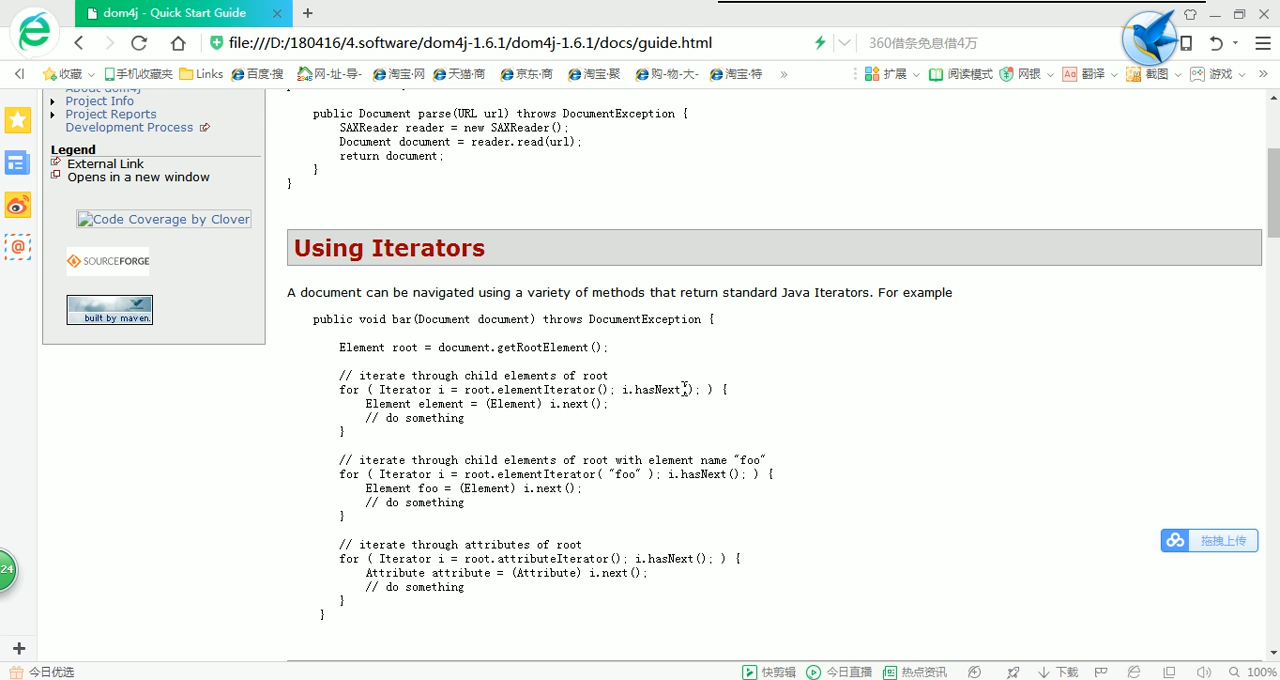 dom4j - Quick Start Guide
file:///D:/180416/4.software/dom4j-1.6.1/dom4j-1.6.1/docs/guide.html
360借条免息借4万
收藏
手机收藏夹
Links
百度-搜
网-址-导-
淘宝·网
天猫·商
京东·商
淘宝·聚
购-物-大-
淘宝·特
扩展
阅读模式
网银
翻译
截图
游戏
About dom4j
Project Info
Project Reports
Development Process
Legend
External Link
Opens in a new window
Code Coverage by Clover
SOURCEFORGE
built by maven.
public Document parse(URL url) throws DocumentException {
SAXReader reader = new SAXReader();
Document document = reader.read(url);
return document;
}
}
Using Iterators
A document can be navigated using a variety of methods that return standard Java Iterators. For example
public void bar(Document document) throws DocumentException {
Element root = document.getRootElement();
// iterate through child elements of root
for ( Iterator i = root.elementIterator(); i.hasNext(); ) {
Element element = (Element) i.next();
// do something
}
// iterate through child elements of root with element name "foo"
for ( Iterator i = root.elementIterator( "foo" ); i.hasNext(); ) {
Element foo = (Element) i.next();
// do something
}
// iterate through attributes of root
for ( Iterator i = root.attributeIterator(); i.hasNext(); ) {
Attribute attribute = (Attribute) i.next();
// do something
}
}
拖拽上传
24
今日优选
快剪辑
今日直播
热点资讯
下载
100%